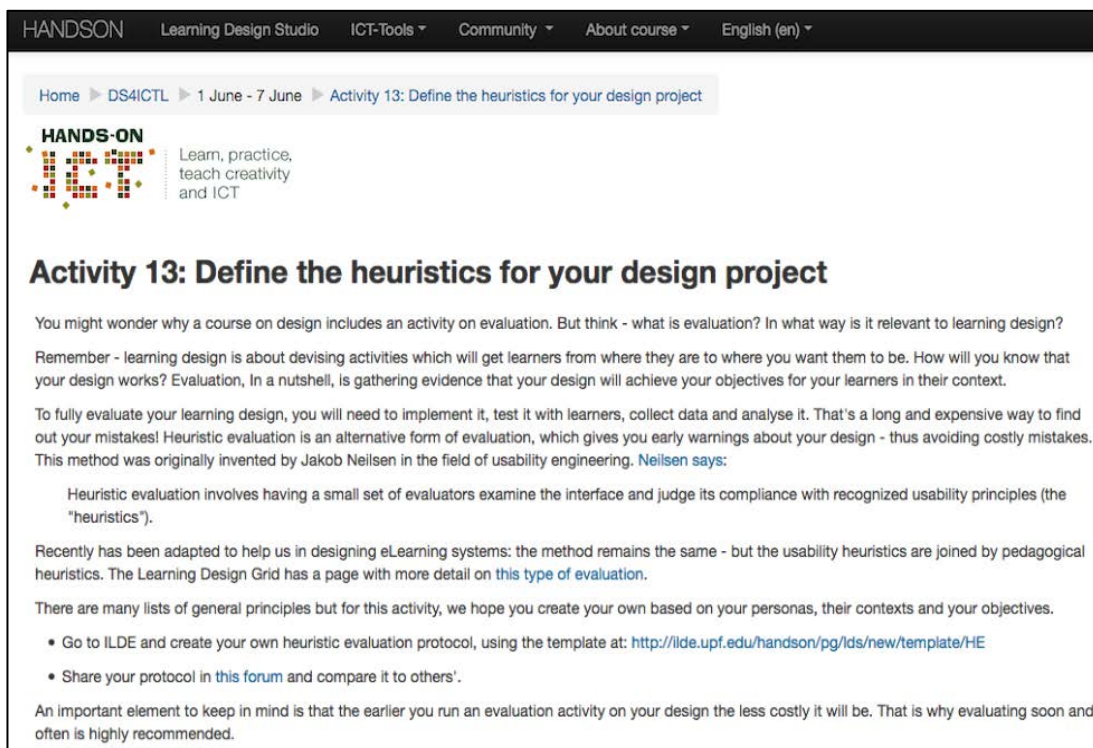 HANDSON Learning Design Studio ICT-Tools Community About course English (en)
Home DS4ICTL 1 June - 7 June Activity 13: Define the heuristics for your design project
HANDS-ON
ICT
Learn, practice,
teach creativity
and ICT
Activity 13: Define the heuristics for your design project
You might wonder why a course on design includes an activity on evaluation. But think - what is evaluation? In what way is it relevant to learning design?
Remember - learning design is about devising activities which will get learners from where they are to where you want them to be. How will you know that
your design works? Evaluation, In a nutshell, is gathering evidence that your design will achieve your objectives for your learners in their context.
To fully evaluate your learning design, you will need to implement it, test it with learners, collect data and analyse it. That's a long and expensive way to find
out your mistakes! Heuristic evaluation is an alternative form of evaluation, which gives you early warnings about your design - thus avoiding costly mistakes.
This method was originally invented by Jakob Neilsen in the field of usability engineering. Neilsen says:
Heuristic evaluation involves having a small set of evaluators examine the interface and judge its compliance with recognized usability principles (the
"heuristics").
Recently has been adapted to help us in designing eLearning systems: the method remains the same - but the usability heuristics are joined by pedagogical
heuristics. The Learning Design Grid has a page with more detail on this type of evaluation.
There are many lists of general principles but for this activity, we hope you create your own based on your personas, their contexts and your objectives.
• Go to ILDE and create your own heuristic evaluation protocol, using the template at: http://ilde.upf.edu/handson/pg/lds/new/template/HE
• Share your protocol in this forum and compare it to others'.
An important element to keep in mind is that the earlier you run an evaluation activity on your design the less costly it will be. That is why evaluating soon and
often is highly recommended.